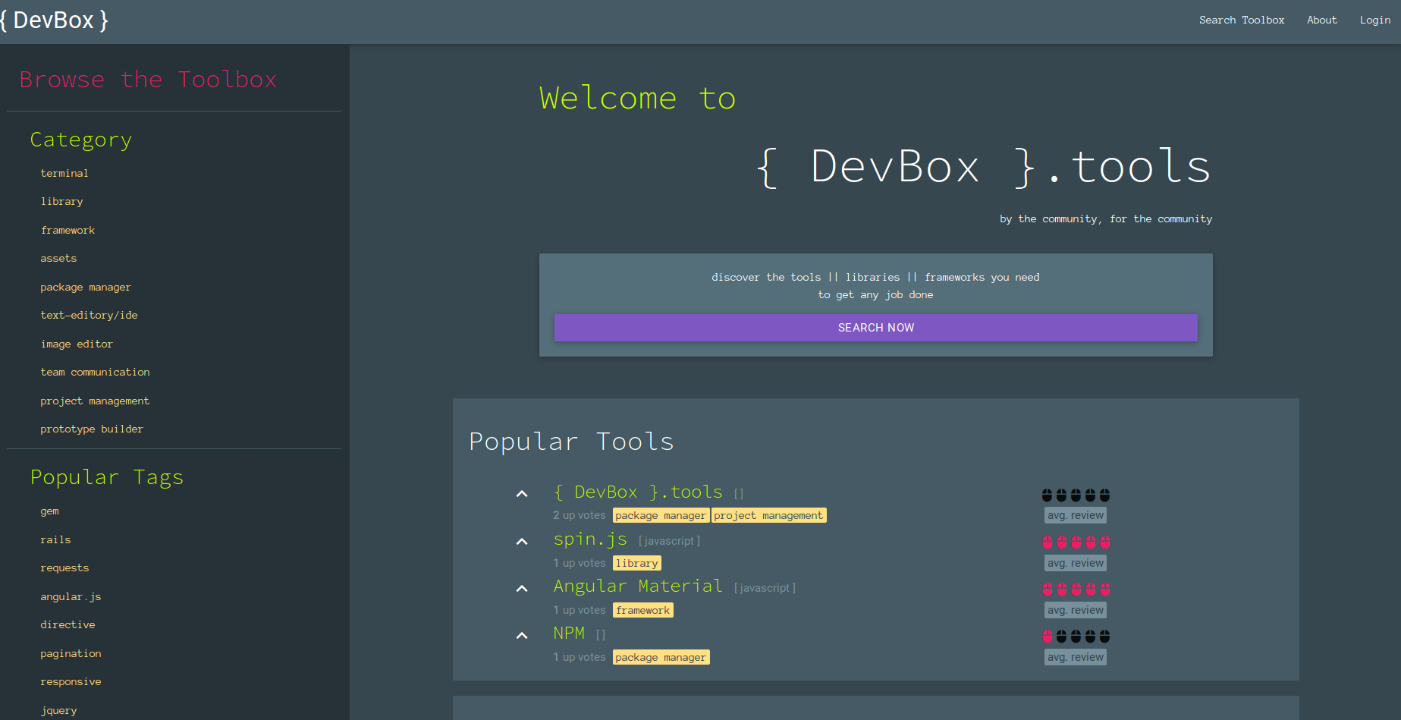 { DevBox }
Search Toolbox About Login
Browse the Toolbox
Category
terminal
library
framework
assets
package manager
text-editory/ide
image editor
team communication
project management
prototype builder
Popular Tags
gem
rails
requests
angular.js
directive
pagination
responsive
jquery
Welcome to
{ DevBox }.tools
by the community, for the community
discover the tools || libraries || frameworks you need
to get any job done
SEARCH NOW
Popular Tools
{ DevBox }.tools []
2 up votes package manager project management avg. review
spin.js [javascript]
1 up votes library avg. review
Angular Material [javascript]
1 up votes framework avg. review
NPM []
1 up votes package manager avg. review